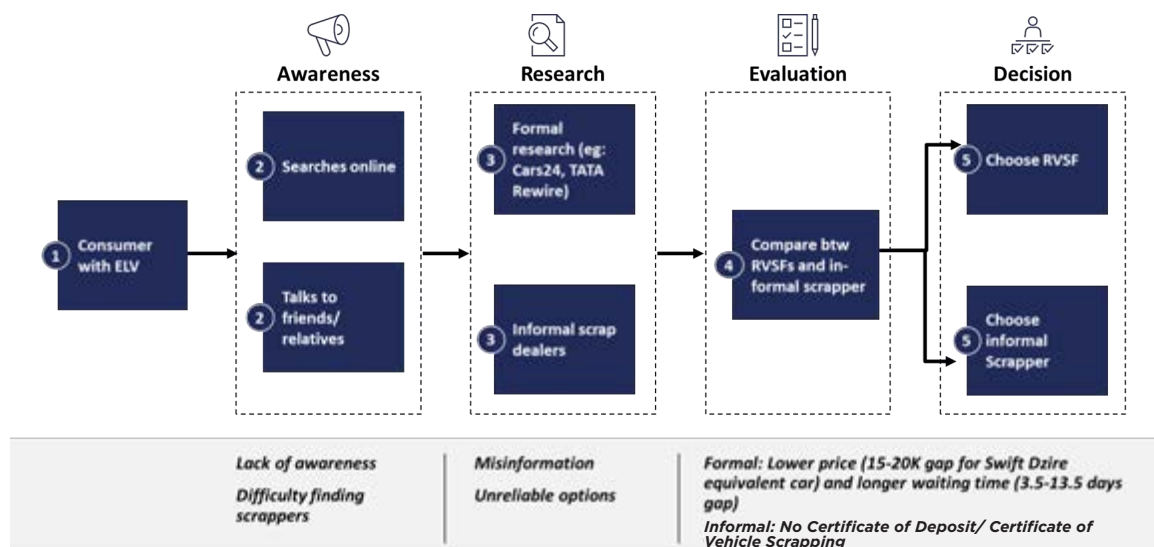 Awareness
Research
Evaluation
Decision
1
Consumer
with ELV
2
Searches online
2
Talks to
friends/
relatives
3
Formal
research (eg:
Cars24, TATA
Rewire)
3
Informal scrap
dealers
4
Compare btw
RVSFs and in-
formal scrapper
5
Choose RVSF
5
Choose
informal
Scrapper
Lack of awareness
Difficulty finding
scrappers
Misinformation
Unreliable options
Formal: Lower price (15-20K gap for Swift Dzire
equivalent car) and longer waiting time (3.5-13.5 days
gap)
Informal: No Certificate of Deposit/ Certificate of
Vehicle Scrapping